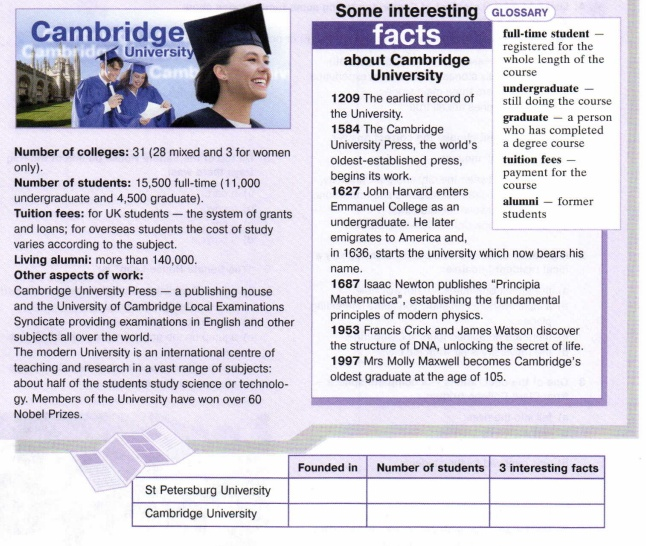 Cambridge
University
Number of colleges: 31 (28 mixed and 3 for women
only).
Number of students: 15,500 full-time (11,000
undergraduate and 4,500 graduate).
Tuition fees: for UK students — the system of grants
and loans; for overseas students the cost of study
varies according to the subject.
Living alumni: more than 140,000.
Other aspects of work:
Cambridge University Press — a publishing house
and the University of Cambridge Local Examinations
Syndicate providing examinations in English and other
subjects all over the world.
The modern University is an international centre of
teaching and research in a vast range of subjects:
about half of the students study science or technolo-
gy. Members of the University have won over 60
Nobel Prizes.
Some interesting
facts
about Cambridge
University
1209 The earliest record of
the University.
1584 The Cambridge
University Press, the world's
oldest-established press,
begins its work.
1627 John Harvard enters
Emmanuel College as an
undergraduate. He later
emigrates to America and,
in 1636, starts the university which now bears his
name.
1687 Isaac Newton publishes “Principia
Mathematica”, establishing the fundamental
principles of modern physics.
1953 Francis Crick and James Watson discover
the structure of DNA, unlocking the secret of life.
1997 Mrs Molly Maxwell becomes Cambridge's
oldest graduate at the age of 105.
GLOSSARY
full-time student —
registered for the
whole length of the
course
undergraduate —
still doing the course
graduate — a person
who has completed
a degree course
tuition fees —
payment for the
course
alumni — former
students
Founded in Number of students 3 interesting facts
St Petersburg University
Cambridge University